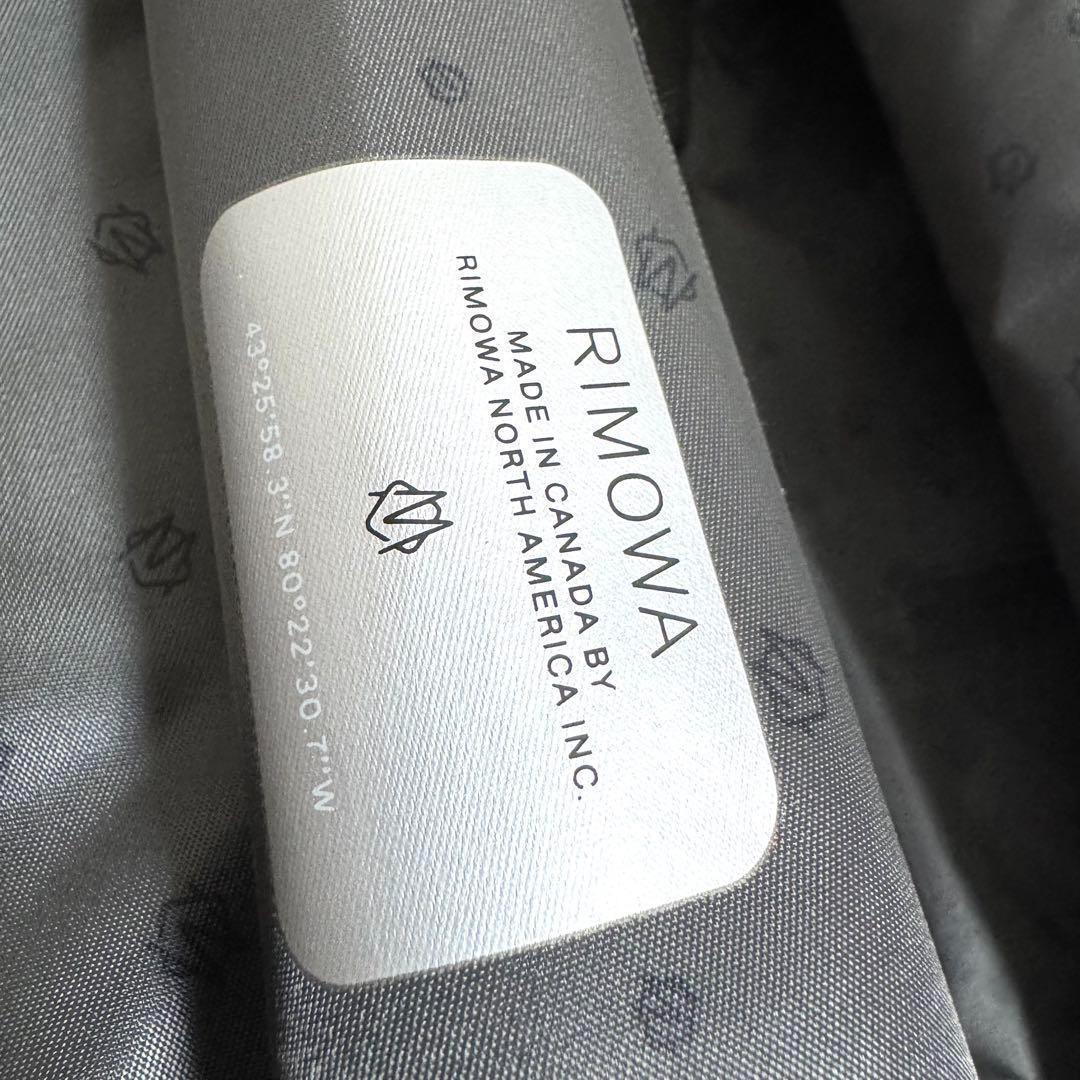 RIMOWA
MADE IN CANADA BY
RIMOWA NORTH AMERICA INC.
43°25'58.3"N 80°22'30.7"W